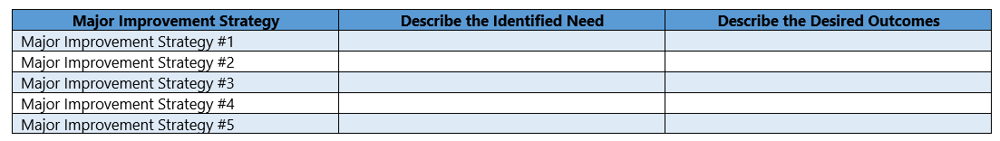 Major Improvement Strategy Describe the Identified Need Describe the Desired Outcomes
Major Improvement Strategy #1
Major Improvement Strategy #2
Major Improvement Strategy #3
Major Improvement Strategy #4
Major Improvement Strategy #5